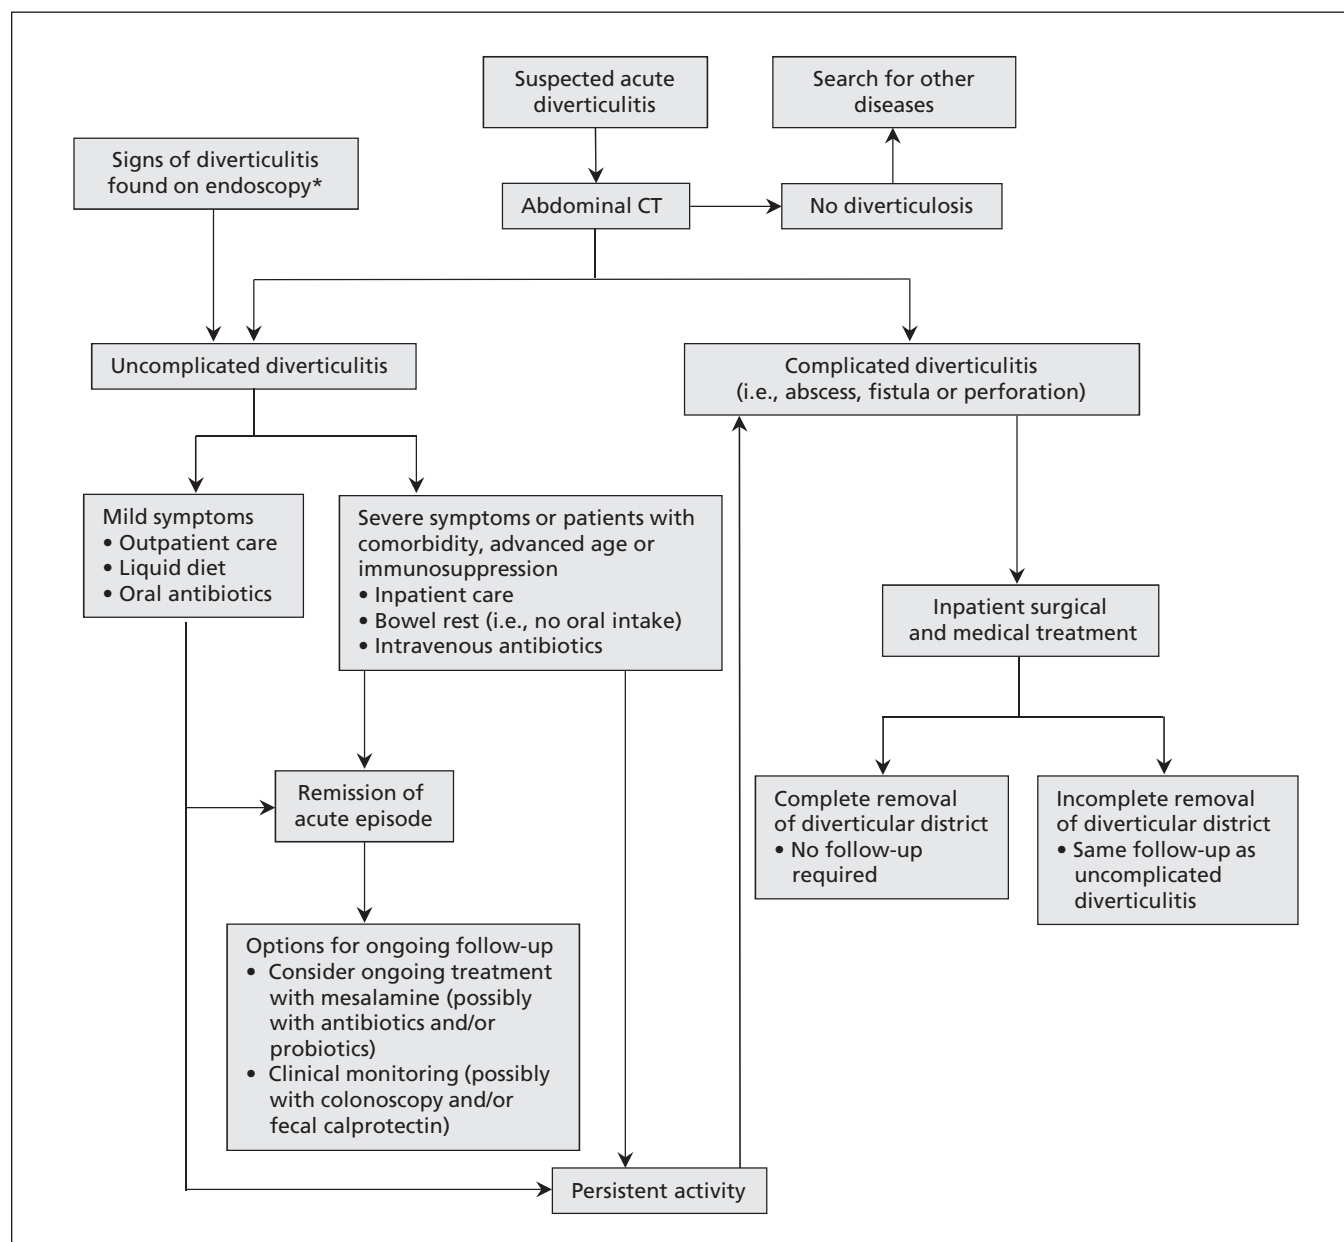 Suspected acute
diverticulitis
Search for other
diseases
Signs of diverticulitis
found on endoscopy*
Abdominal CT
No diverticulosis
Uncomplicated diverticulitis
Complicated diverticulitis
(i.e., abscess, fistula or perforation)
Mild symptoms
• Outpatient care
• Liquid diet
• Oral antibiotics
Severe symptoms or patients with
comorbidity, advanced age or
immunosuppression
• Inpatient care
• Bowel rest (i.e., no oral intake)
• Intravenous antibiotics
Inpatient surgical
and medical treatment
Remission of
acute episode
Complete removal
of diverticular district
• No follow-up
required
Incomplete removal
of diverticular district
• Same follow-up as
uncomplicated
diverticulitis
Options for ongoing follow-up
• Consider ongoing treatment
with mesalamine (possibly
with antibiotics and/or
probiotics)
• Clinical monitoring (possibly
with colonoscopy and/or
fecal calprotectin)
Persistent activity